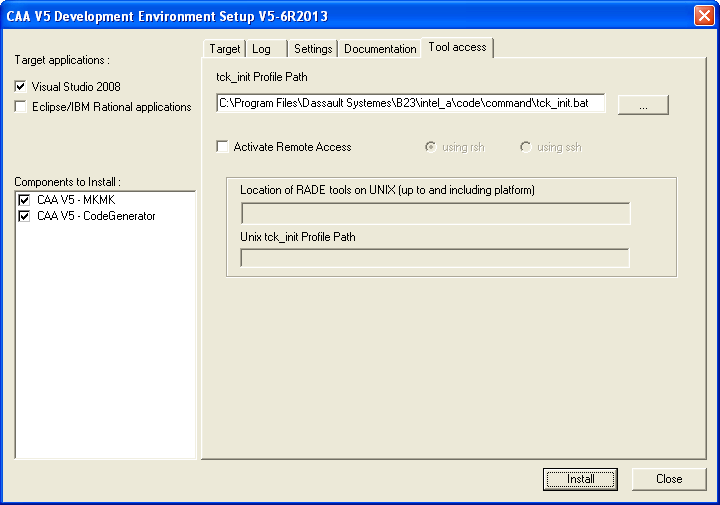 CAA V5 Development Environment Setup V5-6R2013
Target applications :
Visual Studio 2008
Eclipse/IBM Rational applications
Components to Install :
CAA V5 - MKMK
CAA V5 - CodeGenerator
Target Log Settings Documentation Tool access
tck_init Profile Path
C:\Program Files\Dassault Systemes\B23\intel_a\code\command\tck_init.bat
...
Activate Remote Access using rsh using ssh
Location of RADE tools on UNIX (up to and including platform)
Unix tck_init Profile Path
Install Close